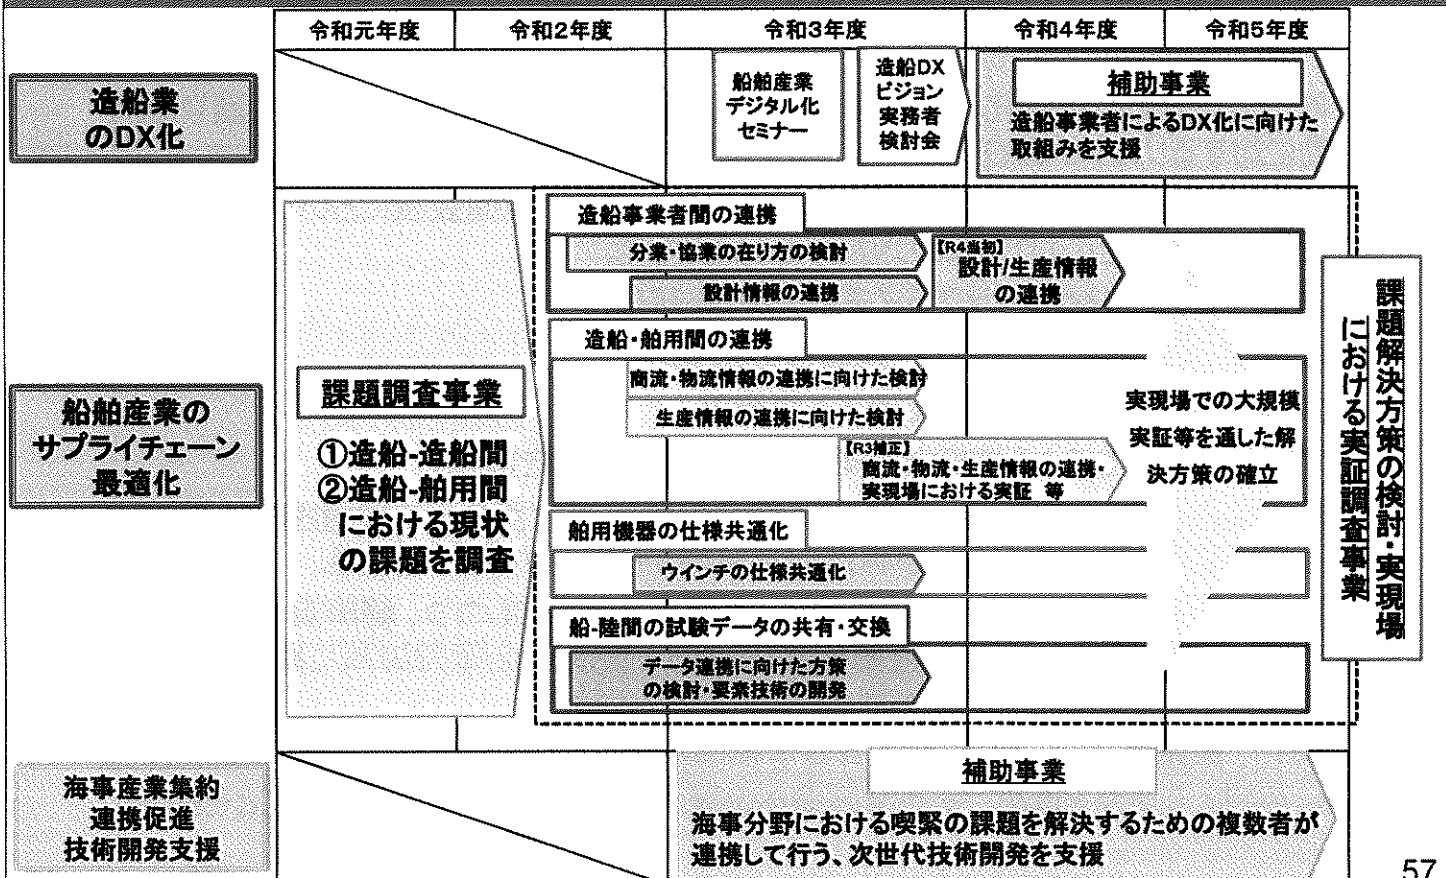 令和元年度
令和2年度
令和3年度
令和4年度
令和5年度
造船業
のDX化
船舶産業
デジタル化
セミナー
造船DX
ビジョン
実務者
検討会
補助事業
造船事業者によるDX化に向けた
取組みを支援
船舶産業の
サプライチェーン
最適化
課題調査事業
①造船-造船間
②造船-舶用間
における現状
の課題を調査
造船事業者間の連携
分業・協業の在り方の検討
設計情報の連携
【R4当初】
設計/生産情報
の連携
造船・舶用間の連携
商流・物流情報の連携に向けた検討
生産情報の連携に向けた検討
【R3補正】
商流・物流・生産情報の連携・
実現場における実証 等
舶用機器の仕様共通化
ウインチの仕様共通化
船-陸間の試験データの共有・交換
データ連携に向けた方策
の検討・要素技術の開発
実現場での大規模
実証等を通した解
決方策の確立
課題解決方策の検討・実現場
における実証調査事業
海事産業集約
連携促進
技術開発支援
補助事業
海事分野における喫緊の課題を解決するための複数者が
連携して行う、次世代技術開発を支援
57